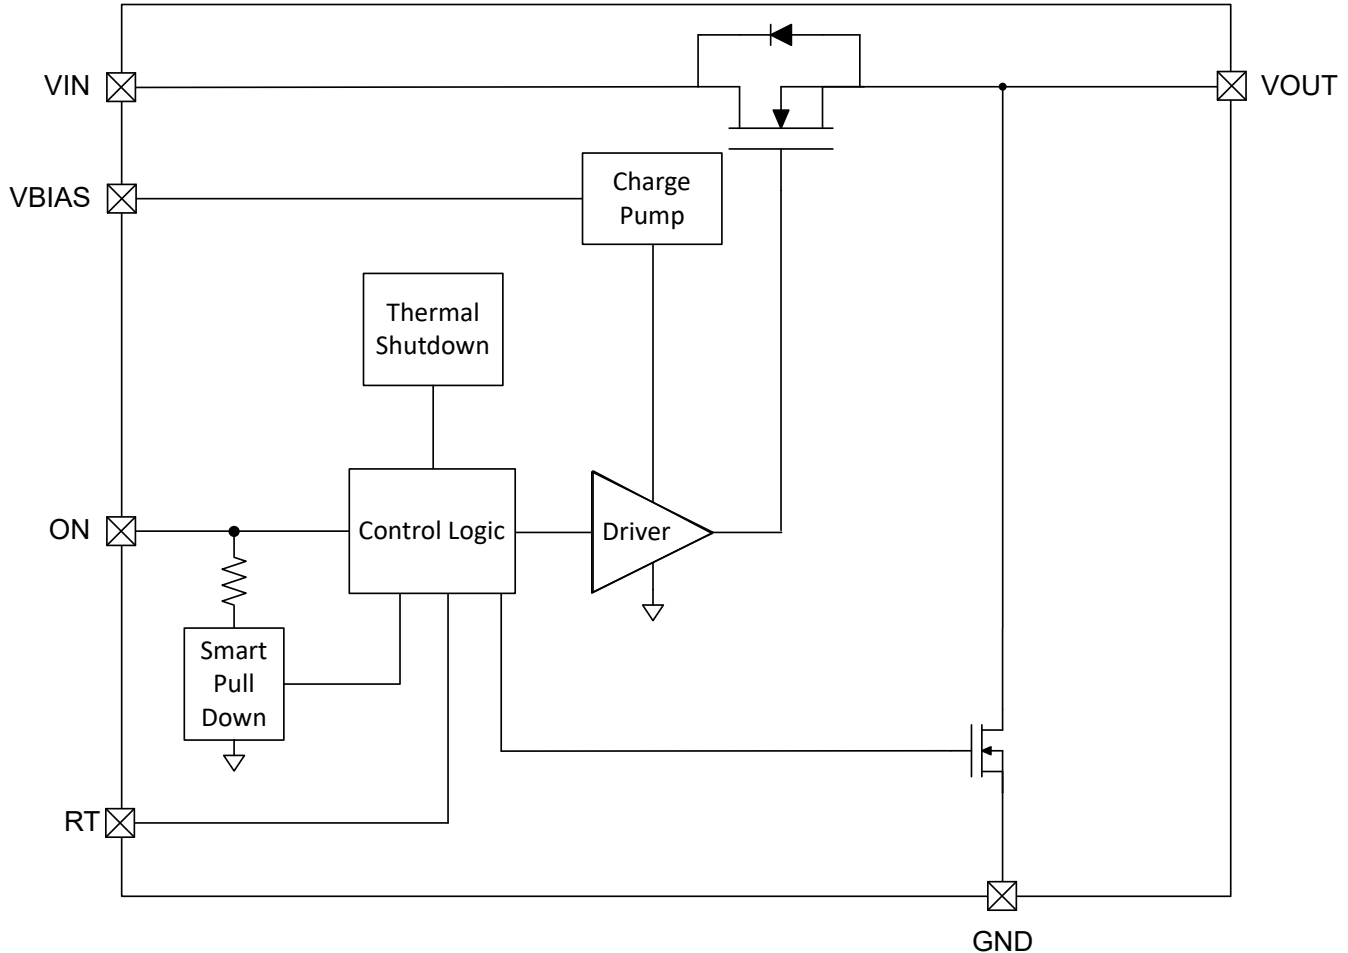 VIN
VOUT
Charge
Pump
VBIAS
Thermal
Shutdown
ON
Control Logic
Driver
Smart
Pull
Down
RT
GND